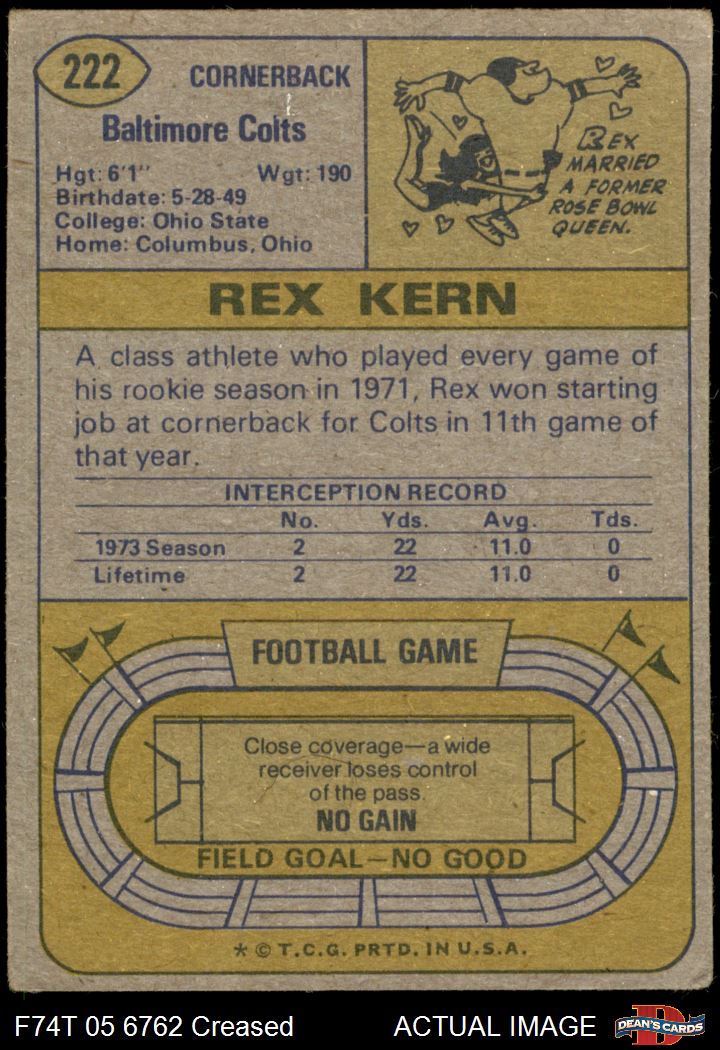 222
CORNERBACK
Baltimore Colts
Hgt: 6'1" Wgt: 190
Birthdate: 5-28-49
College: Ohio State
Home: Columbus, Ohio
REX
MARRIED
A FORMER
ROSE BOWL
QUEEN.
REX KERN
A class athlete who played every game of
his rookie season in 1971, Rex won starting
job at cornerback for Colts in 11th game of
that year.
INTERCEPTION RECORD
No. Yds. Avg. Tds.
1973 Season 2 22 11.0 0
Lifetime 2 22 11.0 0
FOOTBALL GAME
Close coverage—a wide
receiver loses control
of the pass.
NO GAIN
FIELD GOAL—NO GOOD
* © T.C.G. PRTD. IN U.S.A.
F74T 05 6762 Creased ACTUAL IMAGE
D
DEAN'S CARDS